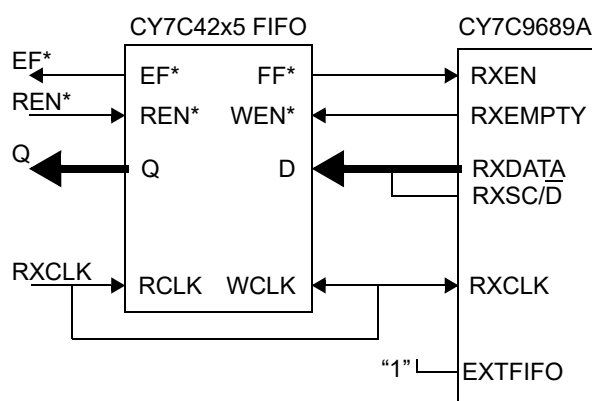 CY7C42x5 FIFO
CY7C9689A
EF*
EF*
FF*
RXEN
REN*
REN*
WEN*
RXEMPTY
Q
Q
D
RXDATA
RXSC/D̅
RXCLK
RCLK
WCLK
RXCLK
“1”
EXTFIFO